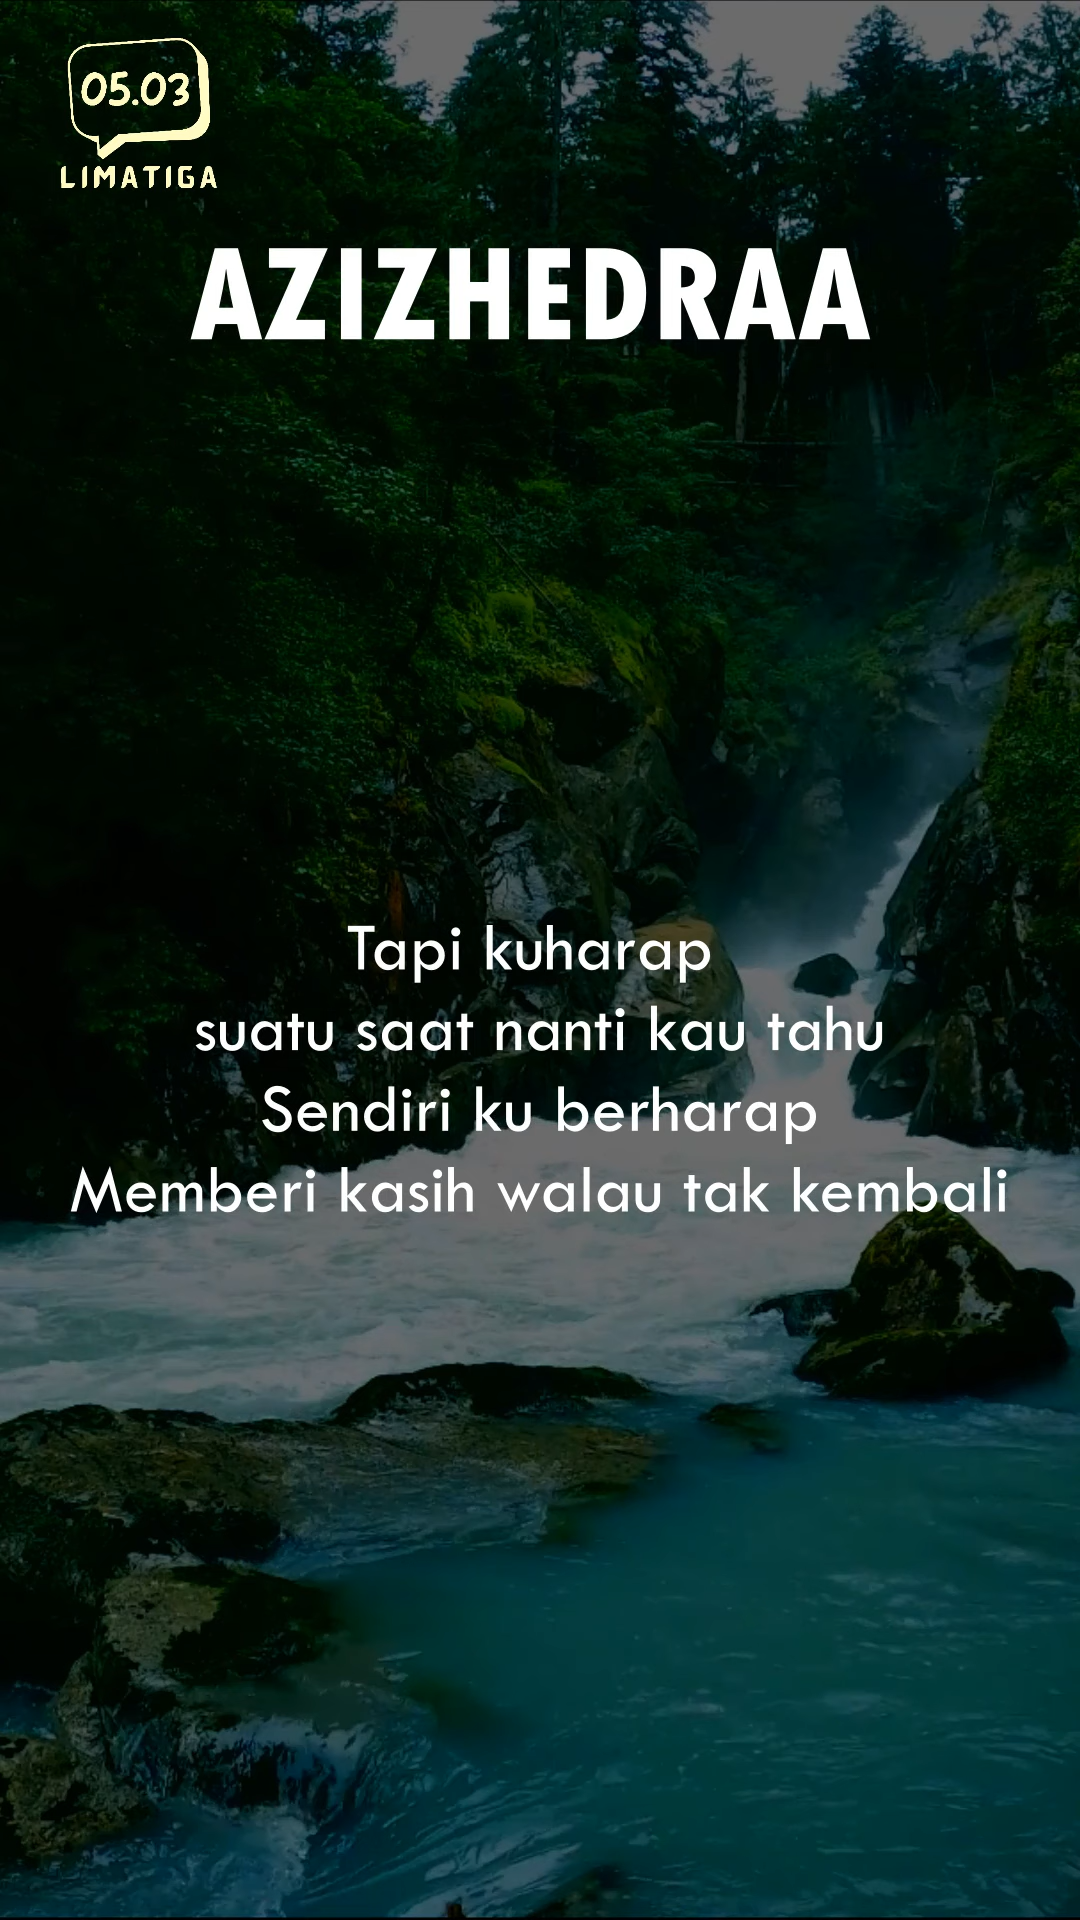 05.03
LIMATIGA
AZIZHEDRAA
Tapi kuharap
suatu saat nanti kau tahu
Sendiri ku berharap
Memberi kasih walau tak kembali